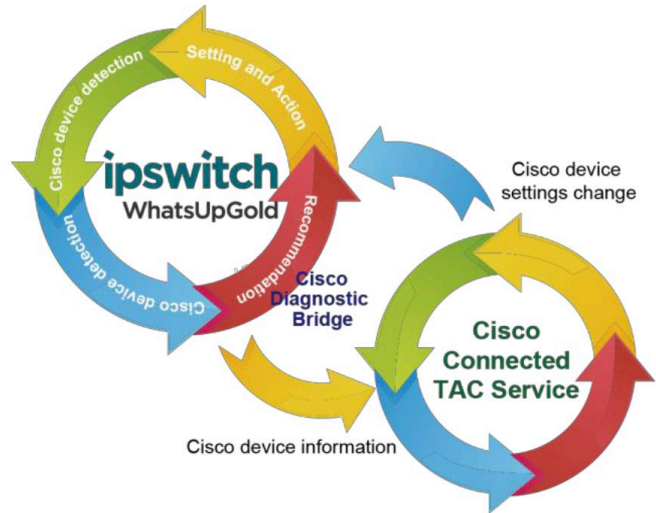 Setting and Action
Cisco device detection
ipswitch
WhatsUpGold
Cisco device detection
Recommendation
Cisco device
settings change
Cisco
Diagnostic
Bridge
Cisco
Connected
TAC Service
Cisco device information